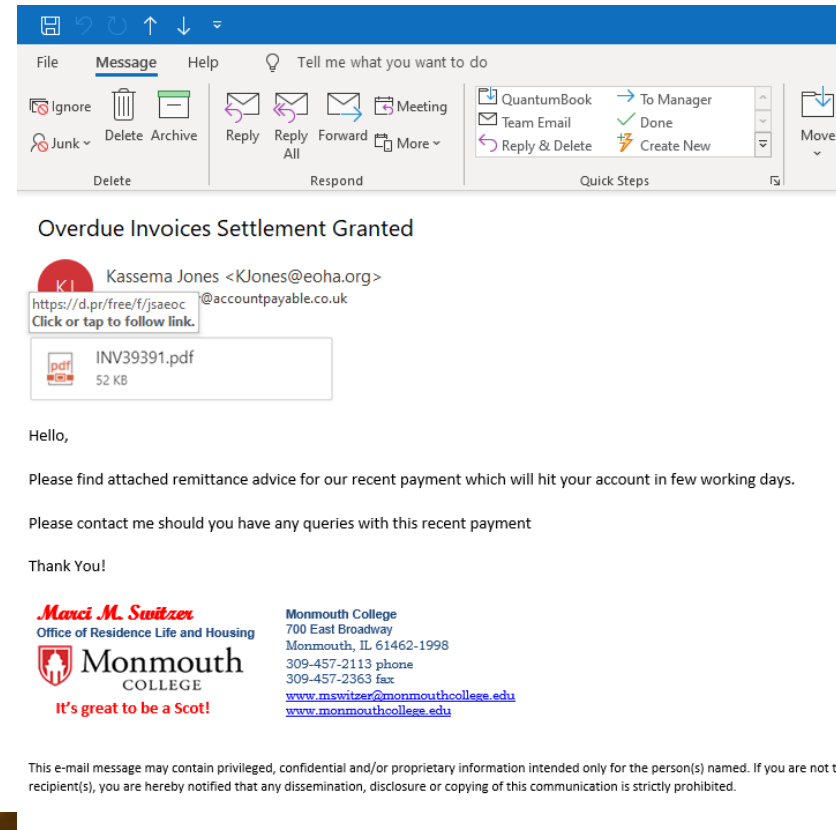 File Message Help Tell me what you want to do
Ignore
Junk
Delete Archive
Reply Reply All Forward
Meeting
More
QuantumBook To Manager
Team Email Done
Reply & Delete Create New
Move
Delete Respond Quick Steps
Overdue Invoices Settlement Granted
KJ
Kassema Jones <KJones@eoha.org>
@accountpayable.co.uk
https://d.pr/free/f/jsaeoc
Click or tap to follow link.
pdf
INV39391.pdf
52 KB
Hello,
Please find attached remittance advice for our recent payment which will hit your account in few working days.
Please contact me should you have any queries with this recent payment
Thank You!
Marci M. Switzer
Office of Residence Life and Housing
Monmouth
COLLEGE
It's great to be a Scot!
Monmouth College
700 East Broadway
Monmouth, IL 61462-1998
309-457-2113 phone
309-457-2363 fax
www.mswitzer@monmouthcollege.edu
www.monmouthcollege.edu
This e-mail message may contain privileged, confidential and/or proprietary information intended only for the person(s) named. If you are not
recipient(s), you are hereby notified that any dissemination, disclosure or copying of this communication is strictly prohibited.